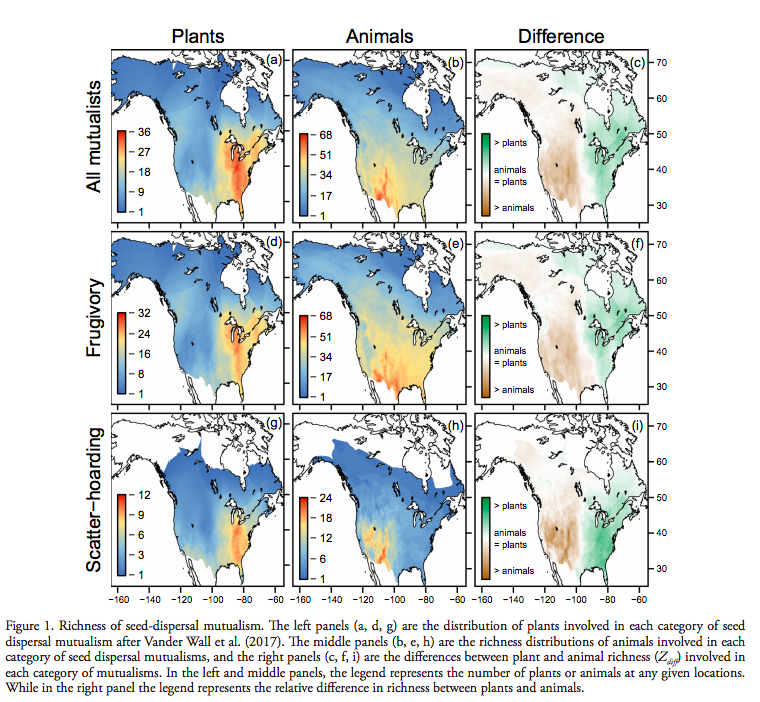 Plants Animals Difference
All mutualists
(a) (b) (c)
36
27
18
9
1
68
51
34
17
1
> plants
animals
= plants
> animals
70
60
50
40
30
Frugivory
(d) (e) (f)
32
24
16
8
1
68
51
34
17
1
> plants
animals
= plants
> animals
70
60
50
40
30
Scatter−hoarding
(g) (h) (i)
12
9
6
3
1
24
18
12
6
1
> plants
animals
= plants
> animals
70
60
50
40
30
−160 −140 −120 −100 −80 −60 −160 −140 −120 −100 −80 −60 −160 −140 −120 −100 −80 −60
Figure 1. Richness of seed-dispersal mutualism. The left panels (a, d, g) are the distribution of plants involved in each category of seed
dispersal mutualism after Vander Wall et al. (2017). The middle panels (b, e, h) are the richness distributions of animals involved in each
category of seed dispersal mutualisms, and the right panels (c, f, i) are the differences between plant and animal richness (Zdiff) involved in
each category of mutualisms. In the left and middle panels, the legend represents the number of plants or animals at any given locations.
While in the right panel the legend represents the relative difference in richness between plants and animals.